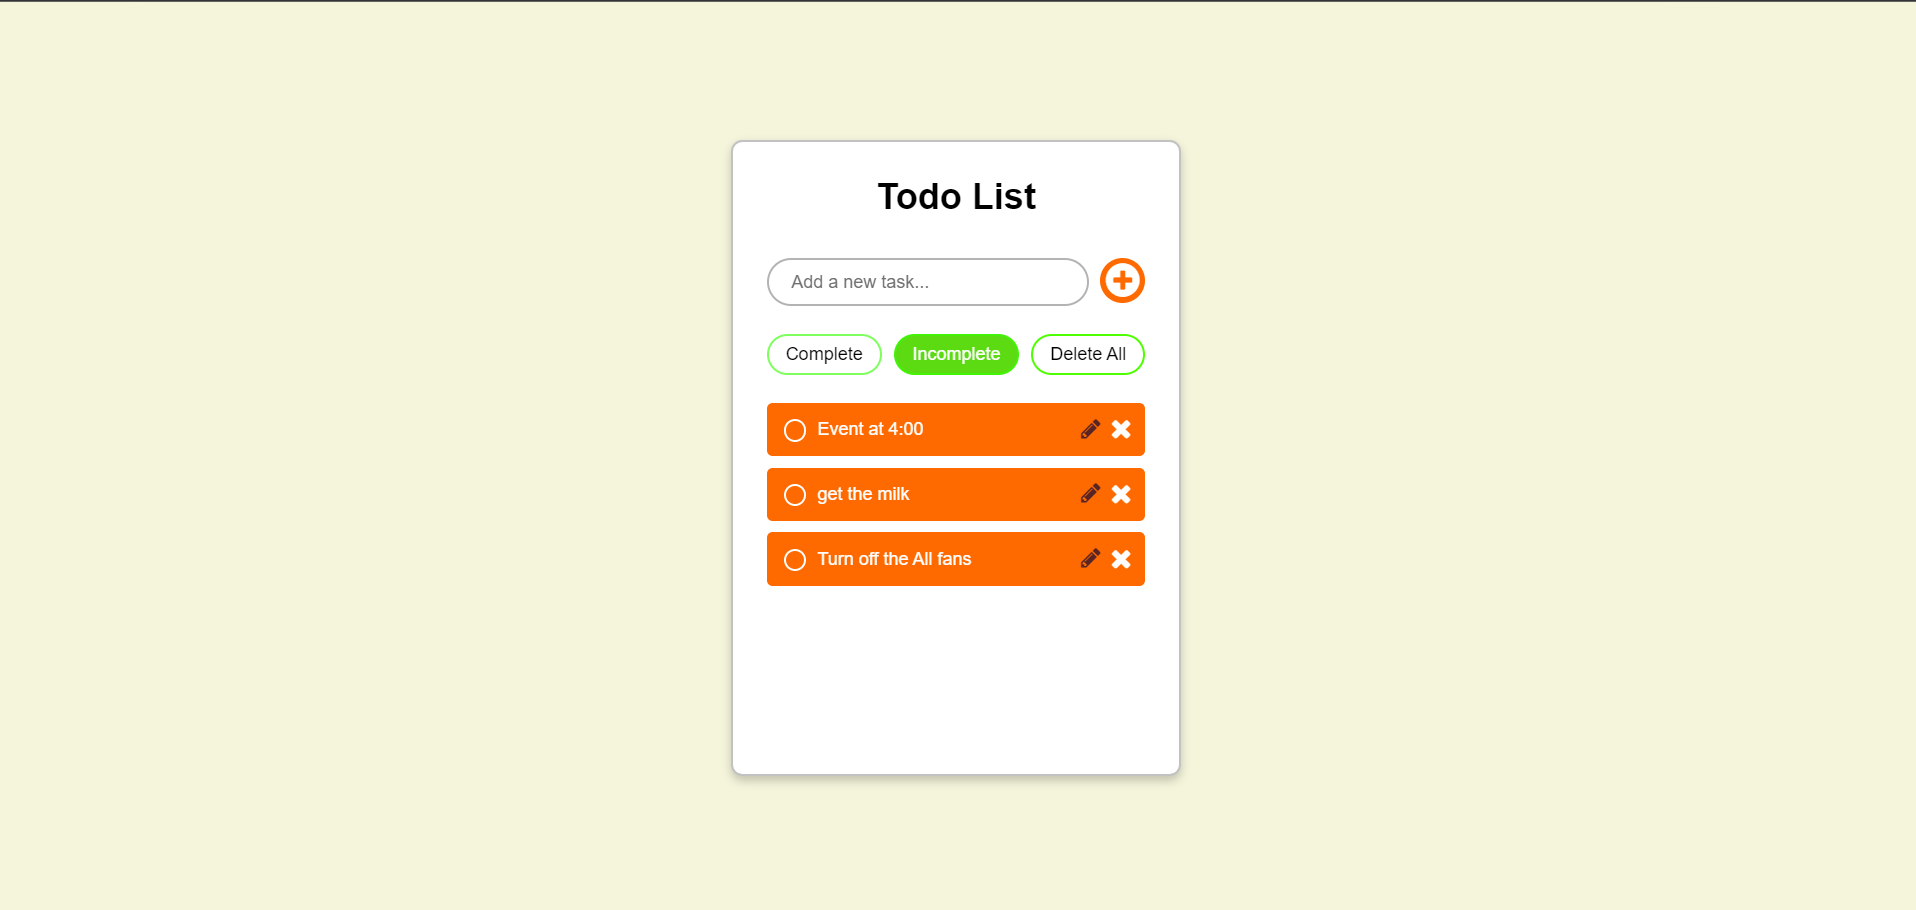 Todo List
Add a new task...
Complete Incomplete Delete All
Event at 4:00
get the milk
Turn off the All fans